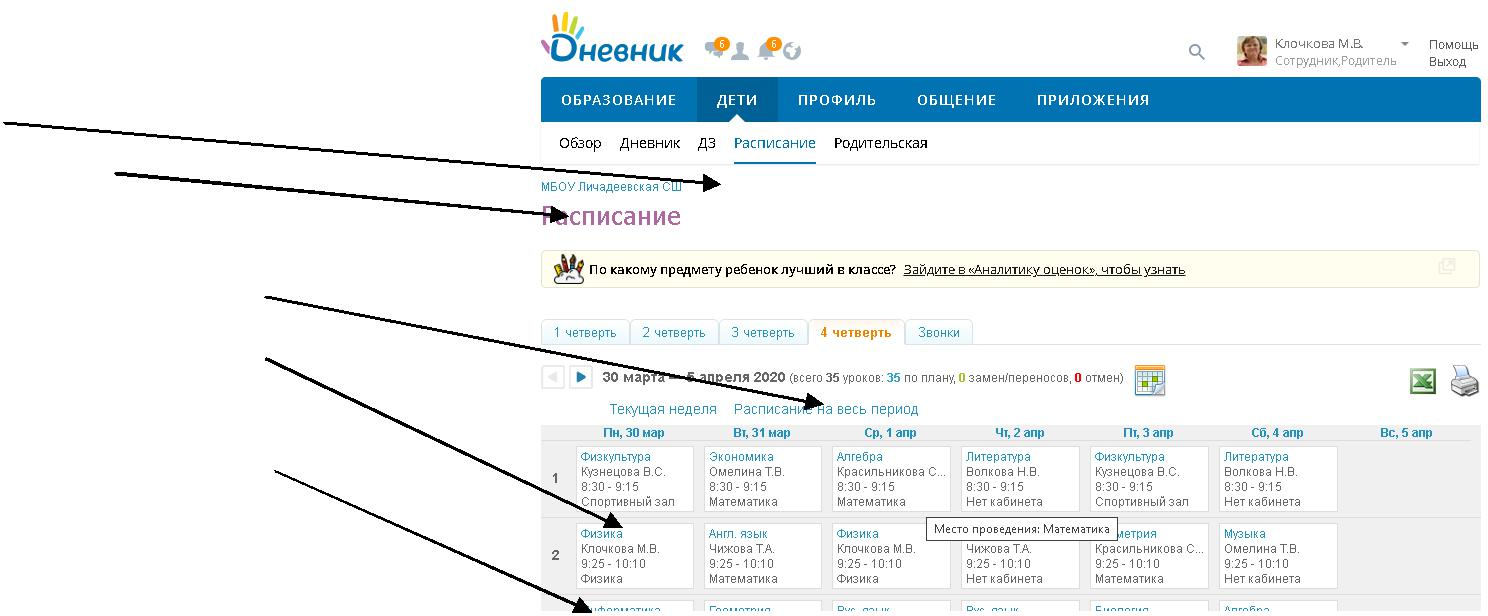 Дневник 6 6 Клочкова М.В. Помощь
Сотрудник,Родитель Выход
ОБРАЗОВАНИЕ ДЕТИ ПРОФИЛЬ ОБЩЕНИЕ ПРИЛОЖЕНИЯ
Обзор Дневник ДЗ Расписание Родительская
МБОУ Личадеевская СШ
Расписание
По какому предмету ребенок лучший в классе? Зайдите в «Аналитику оценок», чтобы узнать
1 четверть 2 четверть 3 четверть 4 четверть Звонки
30 марта — 5 апреля 2020 (всего 35 уроков: 35 по плану, 0 замен/переносов, 0 отмен)
Текущая неделя Расписание на весь период
Пн, 30 мар Вт, 31 мар Ср, 1 апр Чт, 2 апр Пт, 3 апр Сб, 4 апр Вс, 5 апр
Физкультура Экономика Алгебра Литература Физкультура Литература
Кузнецова В.С. Омелина Т.В. Красильникова С... Волкова Н.В. Кузнецова В.С. Волкова Н.В.
1 8:30 - 9:15 8:30 - 9:15 8:30 - 9:15 8:30 - 9:15 8:30 - 9:15 8:30 - 9:15
Спортивный зал Математика Математика Нет кабинета Спортивный зал Нет кабинета
Место проведения: Математика
Физика Англ. язык Физика метрия Музыка
Клочкова М.В. Чижова Т.А. Клочкова М.В. Чижова Т.А. Красильникова С... Омелина Т.В.
2 9:25 - 10:10 9:25 - 10:10 9:25 - 10:10 9:25 - 10:10 9:25 - 10:10 9:25 - 10:10
Физика Математика Физика Нет кабинета Математика Нет кабинета
Информатика Геометрия Рус. язык Рус. язык Биология Алгебра